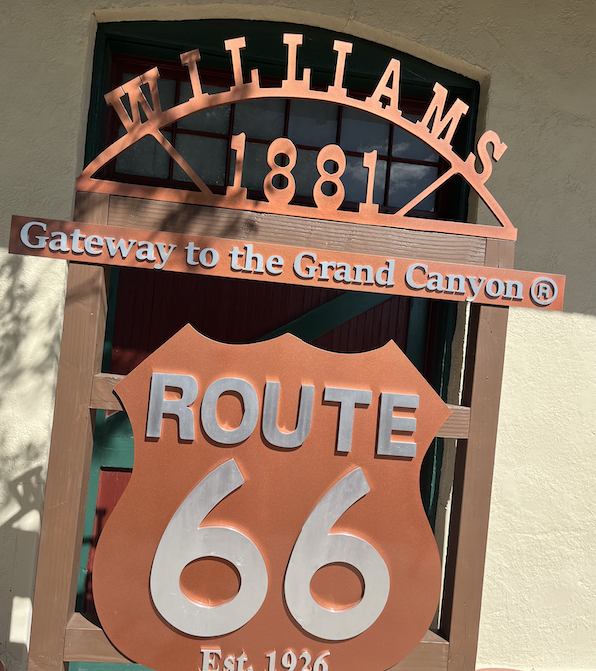 WILLIAMS
1881
Gateway to the Grand Canyon®
ROUTE
66
Est. 1926